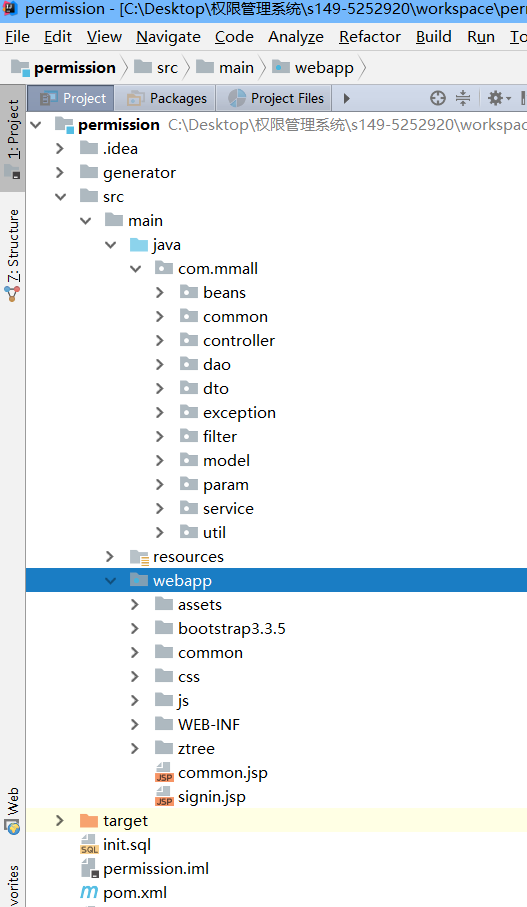 permission - [C:\Desktop\权限管理系统\s149-5252920\workspace\per
File Edit View Navigate Code Analyze Refactor Build Run To
permission src main webapp
Project Packages Project Files
permission C:\Desktop\权限管理系统\s149-5252920\workspac
.idea
generator
src
main
java
com.mmall
beans
common
controller
dao
dto
exception
filter
model
param
service
util
resources
webapp
assets
bootstrap3.3.5
common
css
js
WEB-INF
ztree
common.jsp
signin.jsp
target
init.sql
permission.iml
pom.xml
1: Project
7: Structure
Web
vorites